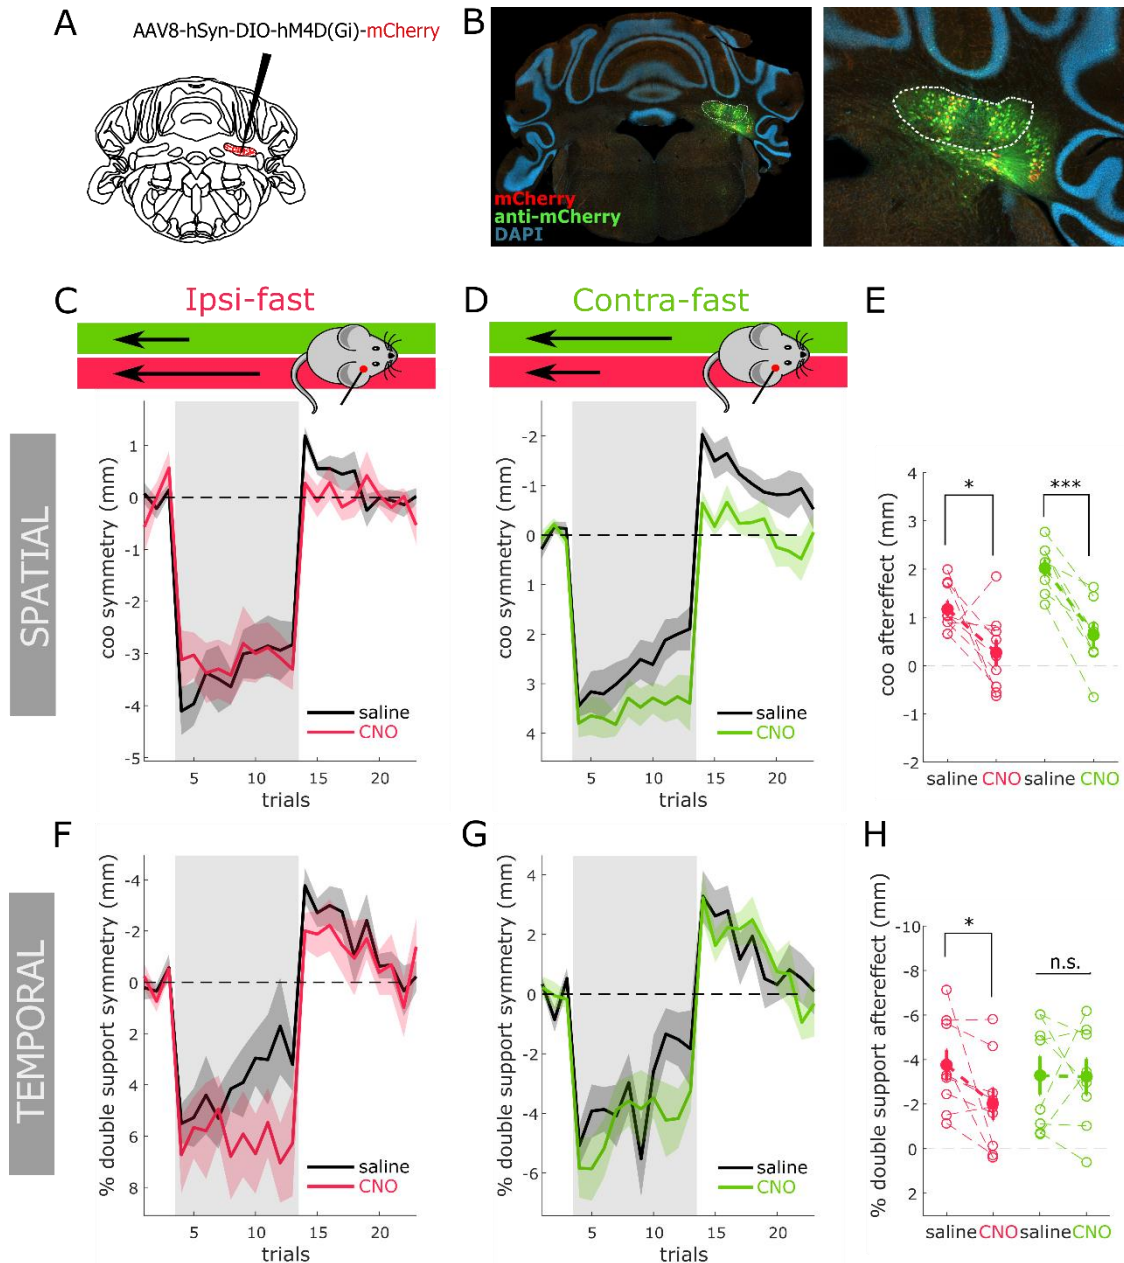 A
AAV8-hSyn-DIO-hM4D(Gi)-mCherry
B
mCherry
anti-mCherry
DAPI
C
Ipsi-fast
D
Contra-fast
E
SPATIAL
coo symmetry (mm)
1
0
-1
-2
-3
-4
-5
5
10
15
20
trials
saline
CNO
coo symmetry (mm)
-2
-1
0
1
2
3
4
5
10
15
20
trials
saline
CNO
coo aftereffect (mm)
4
3
2
1
0
-1
-2
*
***
saline CNO saline CNO
F
G
H
TEMPORAL
% double support symmetry (mm)
-4
-2
0
2
4
6
8
5
10
15
20
trials
saline
CNO
% double support symmetry (mm)
4
2
0
-2
-4
-6
5
10
15
20
trials
saline
CNO
% double support aftereffect (mm)
-10
-8
-6
-4
-2
0
2
*
n.s.
saline CNO saline CNO